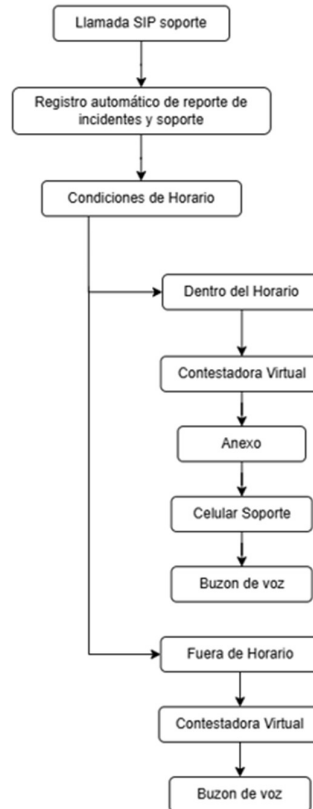 Llamada SIP soporte
Registro automático de reporte de
incidentes y soporte
Condiciones de Horario
Dentro del Horario
Contestadora Virtual
Anexo
Celular Soporte
Buzon de voz
Fuera de Horario
Contestadora Virtual
Buzon de voz